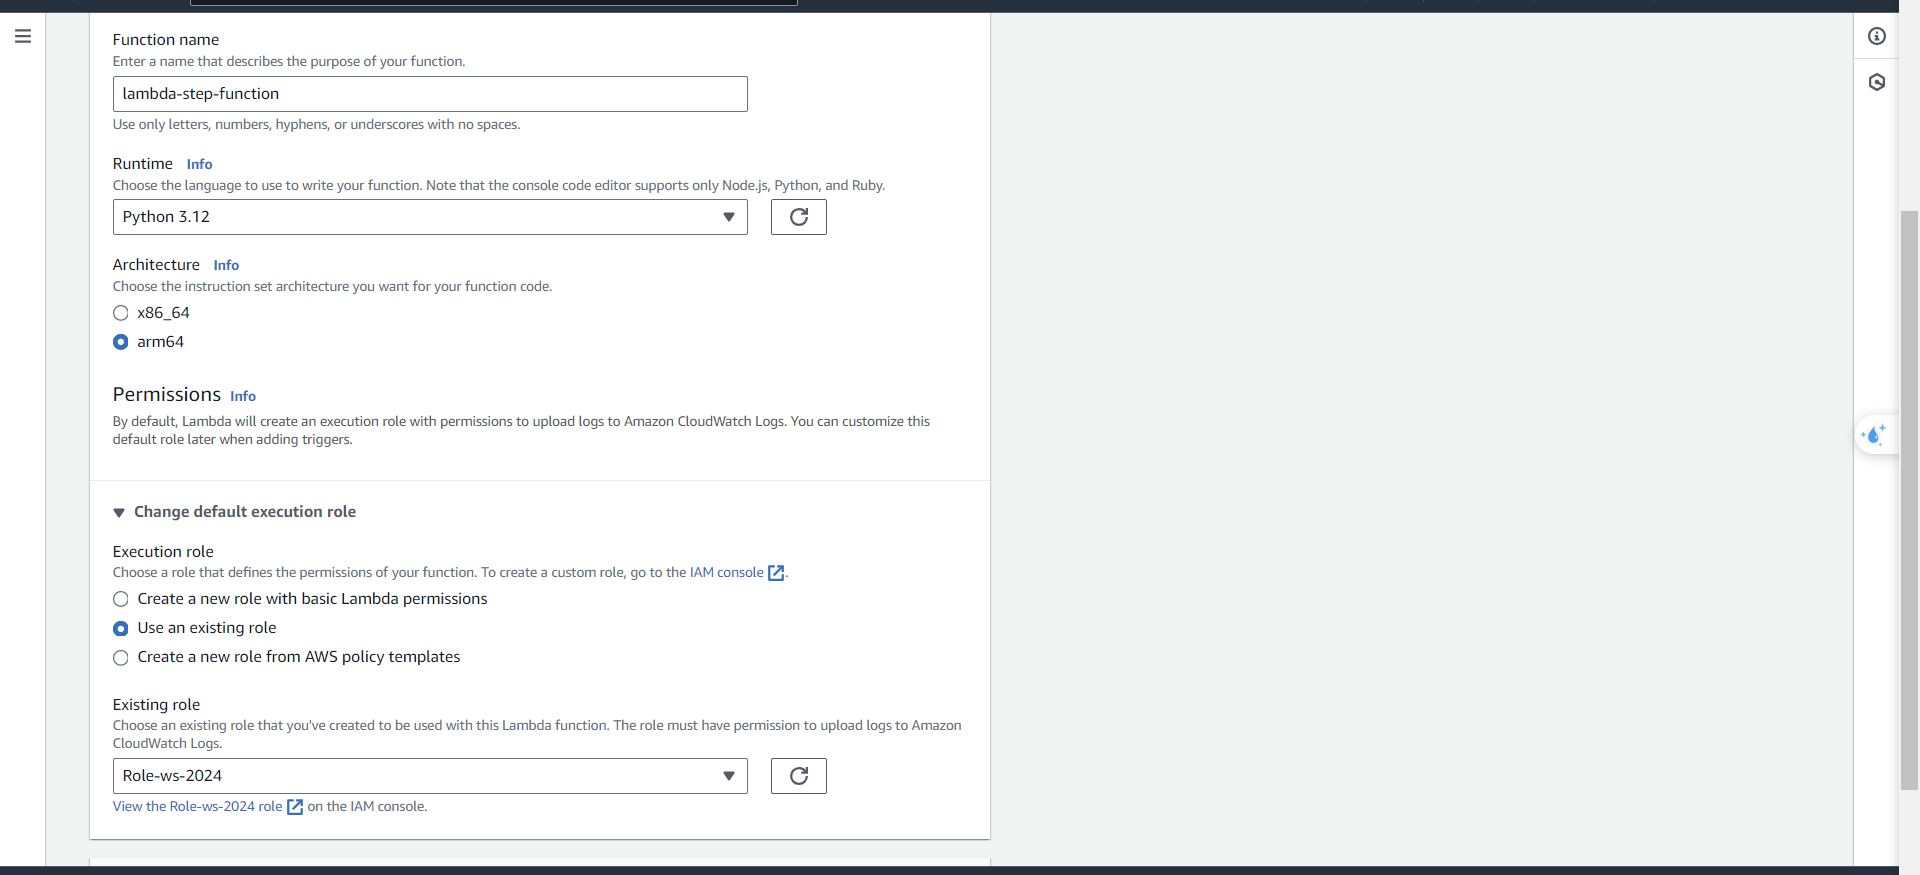 Function name
Enter a name that describes the purpose of your function.
lambda-step-function
Use only letters, numbers, hyphens, or underscores with no spaces.
Runtime Info
Choose the language to use to write your function. Note that the console code editor supports only Node.js, Python, and Ruby.
Python 3.12
Architecture Info
Choose the instruction set architecture you want for your function code.
x86_64
arm64
Permissions Info
By default, Lambda will create an execution role with permissions to upload logs to Amazon CloudWatch Logs. You can customize this
default role later when adding triggers.
Change default execution role
Execution role
Choose a role that defines the permissions of your function. To create a custom role, go to the IAM console.
Create a new role with basic Lambda permissions
Use an existing role
Create a new role from AWS policy templates
Existing role
Choose an existing role that you've created to be used with this Lambda function. The role must have permission to upload logs to Amazon
CloudWatch Logs.
Role-ws-2024
View the Role-ws-2024 role on the IAM console.